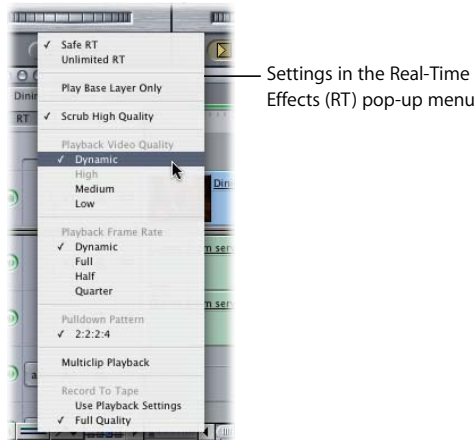 Safe RT
Unlimited RT
Play Base Layer Only
Scrub High Quality
Playback Video Quality
Dynamic
High
Medium
Low
Playback Frame Rate
Dynamic
Full
Half
Quarter
Pulldown Pattern
2:2:2:4
Multiclip Playback
Record To Tape
Use Playback Settings
Full Quality
Settings in the Real-Time
Effects (RT) pop-up menu
RT